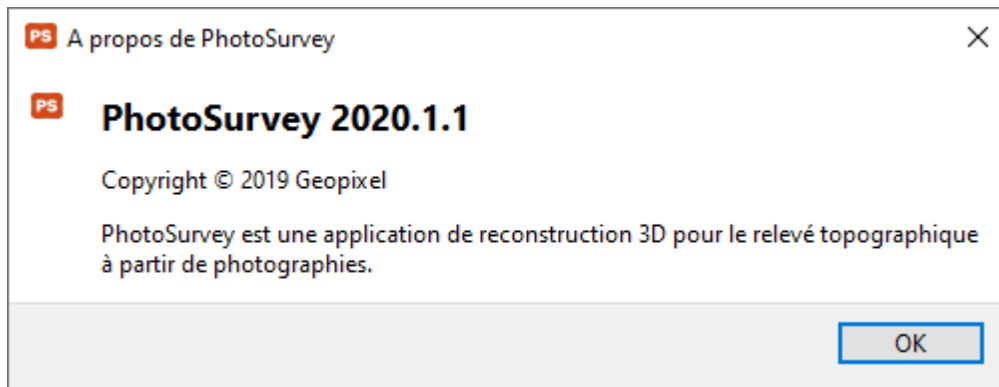 PS A propos de PhotoSurvey
PS
PhotoSurvey 2020.1.1
Copyright © 2019 Geopixel
PhotoSurvey est une application de reconstruction 3D pour le relevé topographique
à partir de photographies.
OK